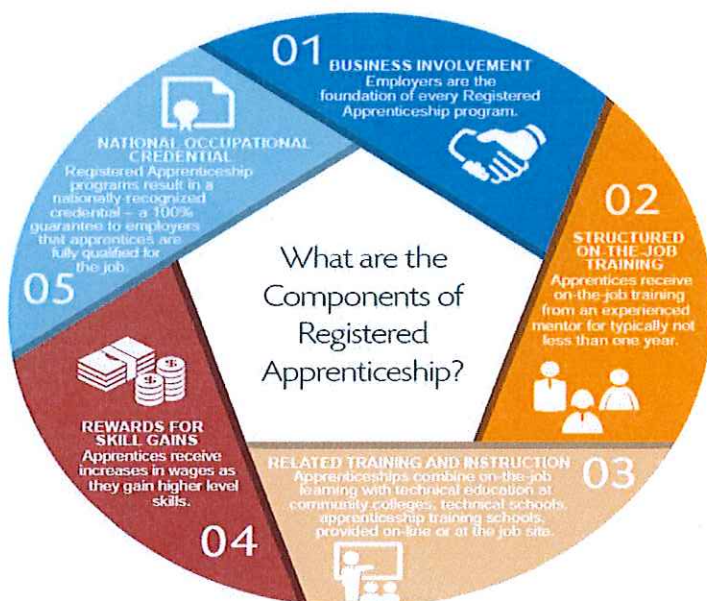 01
BUSINESS INVOLVEMENT
Employers are the
foundation of every Registered
Apprenticeship program.
02
STRUCTURED
ON-THE-JOB
TRAINING
Apprentices receive
on-the-job training
from an experienced
mentor for typically not
less than one year.
RELATED TRAINING AND INSTRUCTION
Apprenticeships combine on-the-job
learning with technical education at
community colleges, technical schools,
apprenticeship training schools,
provided on-line or at the job site.
03
REWARDS FOR
SKILL GAINS
Apprentices receive
increases in wages as
they gain higher level
skills.
04
NATIONAL OCCUPATIONAL
CREDENTIAL
Registered Apprenticeship
programs result in a
nationally-recognized
credential – a 100%
guarantee to employers
that apprentices are
fully qualified for
the job.
05
What are the
Components of
Registered
Apprenticeship?
$
$